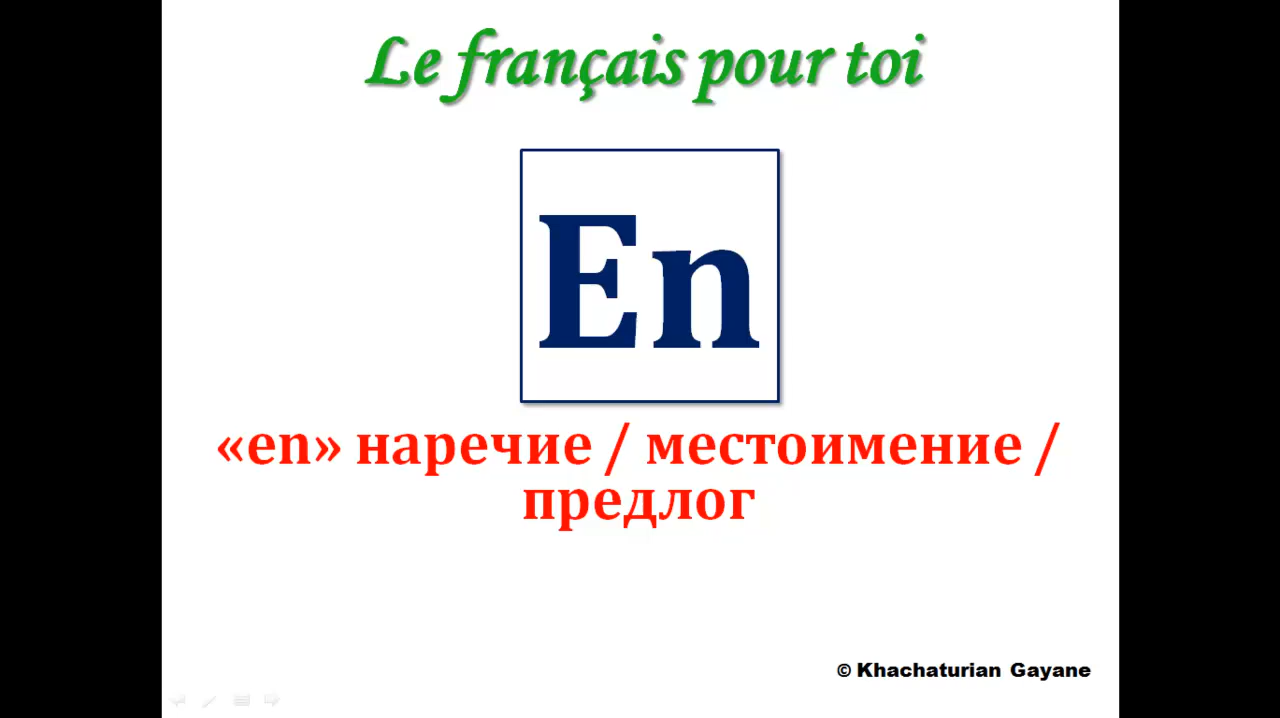 Le français pour toi
En
«en» наречие / местоимение /
предлог
© Khachaturian Gayane